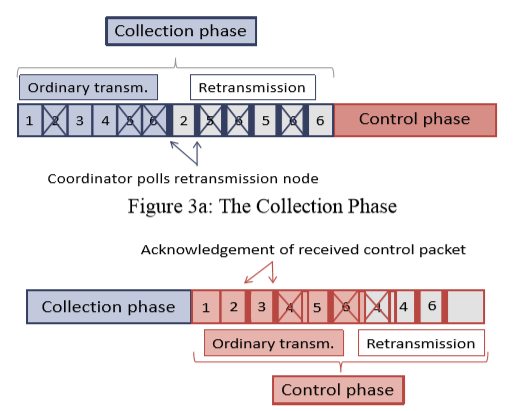 Collection phase
Ordinary transm. Retransmission
1 2 3 4 5 6 2 5 6 5 6 6 Control phase
Coordinator polls retransmission node
Figure 3a: The Collection Phase
Acknowledgement of received control packet
Collection phase 1 2 3 4 5 6 4 4 6
Ordinary transm. Retransmission
Control phase